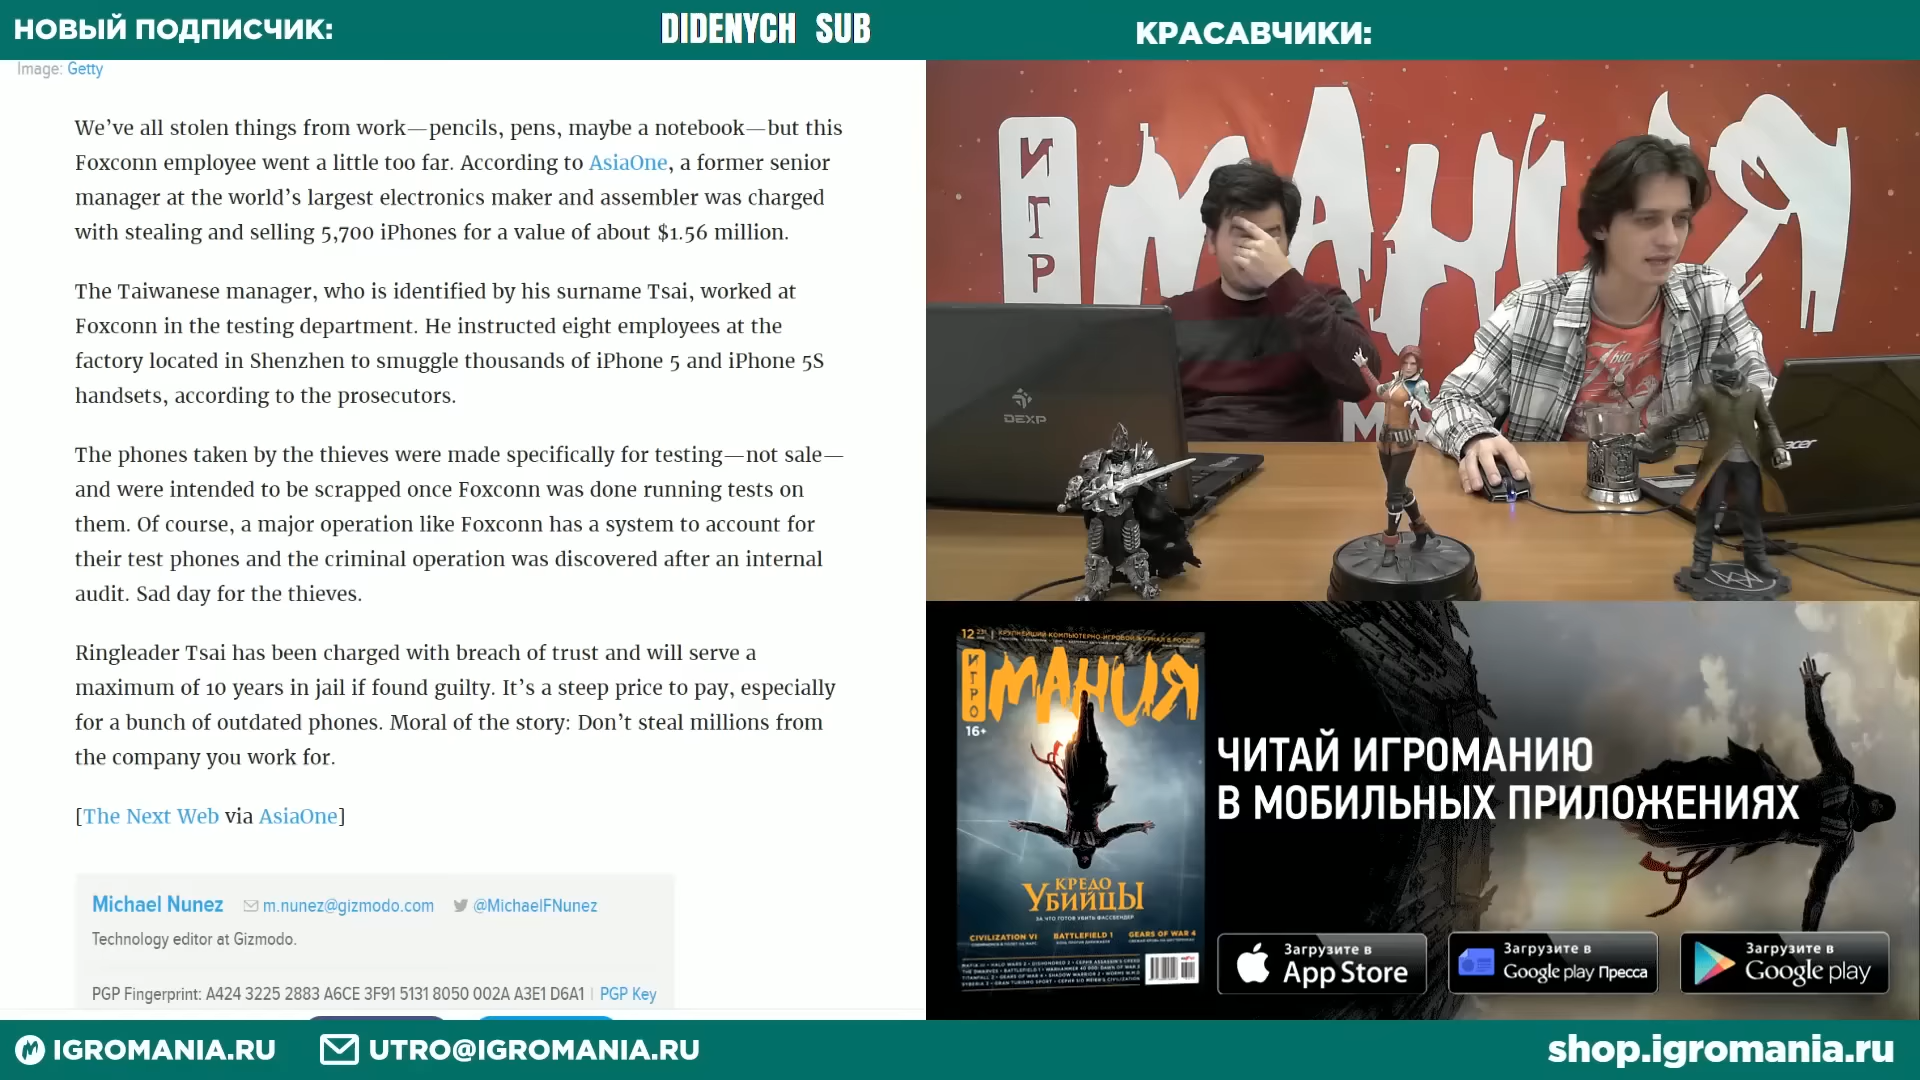 НОВЫЙ ПОДПИСЧИК:
DIDENYCH SUB
КРАСАВЧИКИ:
Image: Getty
We’ve all stolen things from work—pencils, pens, maybe a notebook—but this
Foxconn employee went a little too far. According to AsiaOne, a former senior
manager at the world’s largest electronics maker and assembler was charged
with stealing and selling 5,700 iPhones for a value of about $1.56 million.
The Taiwanese manager, who is identified by his surname Tsai, worked at
Foxconn in the testing department. He instructed eight employees at the
factory located in Shenzhen to smuggle thousands of iPhone 5 and iPhone 5S
handsets, according to the prosecutors.
The phones taken by the thieves were made specifically for testing—not sale—
and were intended to be scrapped once Foxconn was done running tests on
them. Of course, a major operation like Foxconn has a system to account for
their test phones and the criminal operation was discovered after an internal
audit. Sad day for the thieves.
Ringleader Tsai has been charged with breach of trust and will serve a
maximum of 10 years in jail if found guilty. It’s a steep price to pay, especially
for a bunch of outdated phones. Moral of the story: Don’t steal millions from
the company you work for.
[The Next Web via AsiaOne]
Michael Nunez m.nunez@gizmodo.com @MichaelFNunez
Technology editor at Gizmodo.
PGP Fingerprint: A424 3225 2883 A6CE 3F91 5131 8050 002A A3E1 D6A1 | PGP Key
ИГР
МАНИЯ
DEXP
acer
big
12
КРУПНЕЙШИЙ КОМПЬЮТЕРНО-ИГРОВОЙ ЖУРНАЛ В РОССИИ
ИГРО
МАНИЯ
16+
КРЕДО
УБИЙЦЫ
ЗА ЧТО ГОТОВ УБИТЬ ФАССБЕНДЕР
CIVILIZATION VI BATTLEFIELD 1 GEARS OF WAR 4
ЧИТАЙ ИГРОМАНИЮ
В МОБИЛЬНЫХ ПРИЛОЖЕНИЯХ
Загрузите в
App Store
Загрузите в
Google play Пресса
Загрузите в
Google play
IGROMANIA.RU
UTRO@IGROMANIA.RU
shop.igromania.ru